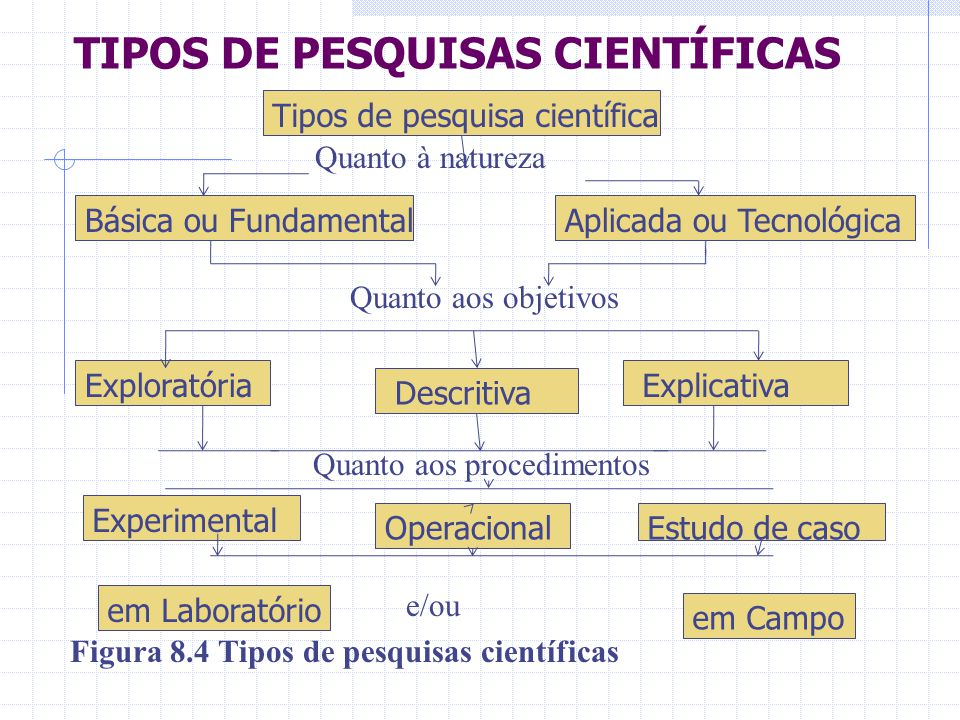 TIPOS DE PESQUISAS CIENTÍFICAS
Tipos de pesquisa científica
Quanto à natureza
Básica ou Fundamental
Aplicada ou Tecnológica
Quanto aos objetivos
Exploratória
Descritiva
Explicativa
Quanto aos procedimentos
Experimental
Operacional
Estudo de caso
em Laboratório
e/ou
em Campo
Figura 8.4 Tipos de pesquisas científicas